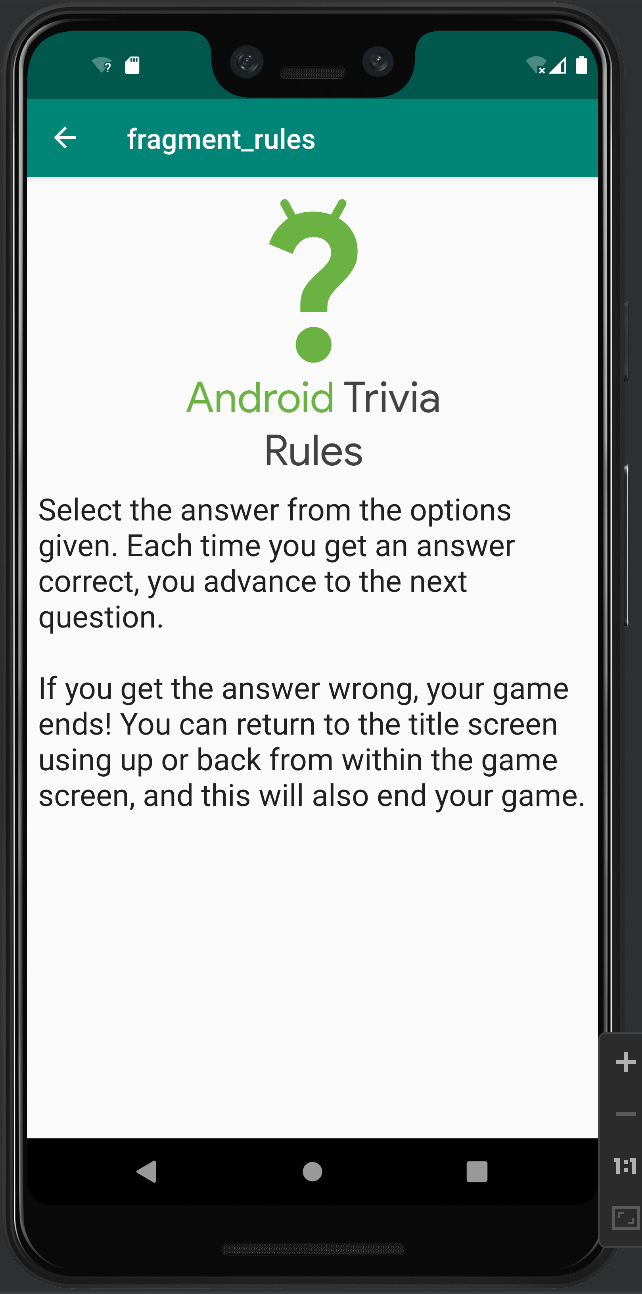 fragment_rules
Android Trivia
Rules
Select the answer from the options
given. Each time you get an answer
correct, you advance to the next
question.
If you get the answer wrong, your game
ends! You can return to the title screen
using up or back from within the game
screen, and this will also end your game.
1:1